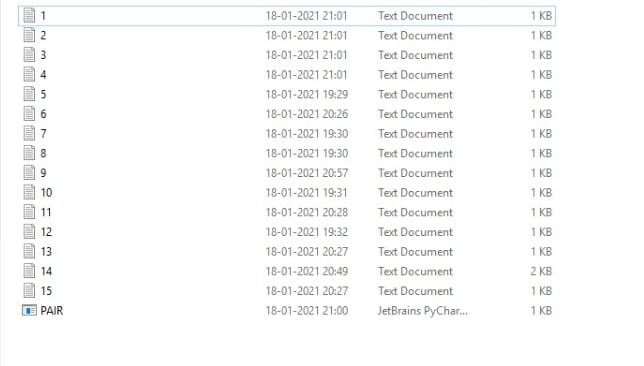 1 18-01-2021 21:01 Text Document 1 KB
2 18-01-2021 21:01 Text Document 1 KB
3 18-01-2021 21:01 Text Document 1 KB
4 18-01-2021 21:01 Text Document 1 KB
5 18-01-2021 19:29 Text Document 1 KB
6 18-01-2021 20:26 Text Document 1 KB
7 18-01-2021 19:30 Text Document 1 KB
8 18-01-2021 19:30 Text Document 1 KB
9 18-01-2021 20:57 Text Document 1 KB
10 18-01-2021 19:31 Text Document 1 KB
11 18-01-2021 20:28 Text Document 1 KB
12 18-01-2021 19:32 Text Document 1 KB
13 18-01-2021 20:27 Text Document 1 KB
14 18-01-2021 20:49 Text Document 2 KB
15 18-01-2021 20:27 Text Document 1 KB
PAIR 18-01-2021 21:00 JetBrains PyChar... 1 KB